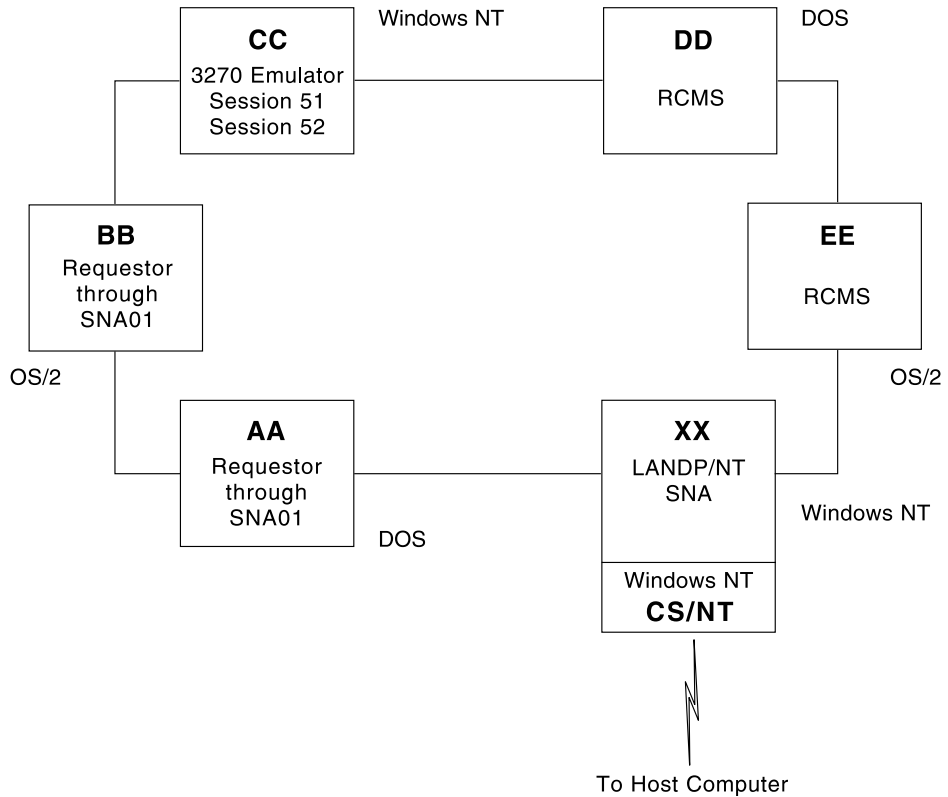 Windows NT
DOS
CC
3270 Emulator
Session 51
Session 52
DD
RCMS
BB
Requestor
through
SNA01
OS/2
EE
RCMS
OS/2
AA
Requestor
through
SNA01
DOS
XX
LANDP/NT
SNA
Windows NT
Windows NT
CS/NT
To Host Computer